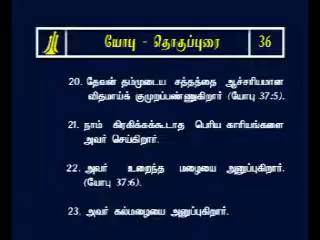 யோபு - தொகுப்புரை 36
20. தேவன் தம்முடைய சத்தத்தை ஆச்சரியமான
விதமாய்க் குமுறப்பண்ணுகிறார் (யோபு 37:5).
21. நாம் கிரகிக்கக்கூடாத பெரிய காரியங்களை
அவர் செய்கிறார்.
22. அவர் உறைந்த மழையை அனுப்புகிறார்.
(யோபு 37:6).
23. அவர் கல்மழையை அனுப்புகிறார்.